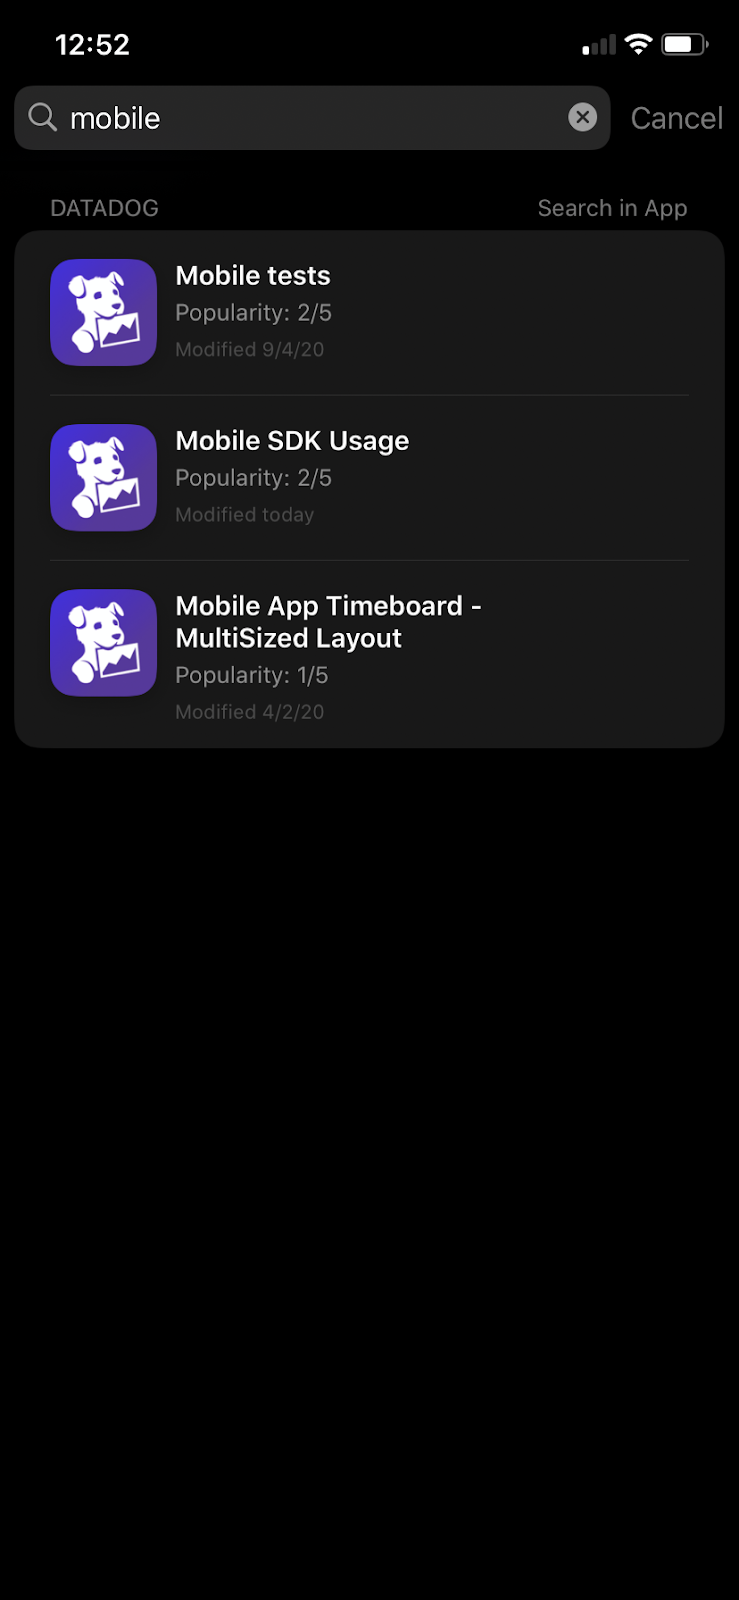 12:52
mobile
Cancel
DATADOG
Search in App
Mobile tests
Popularity: 2/5
Modified 9/4/20
Mobile SDK Usage
Popularity: 2/5
Modified today
Mobile App Timeboard -
MultiSized Layout
Popularity: 1/5
Modified 4/2/20